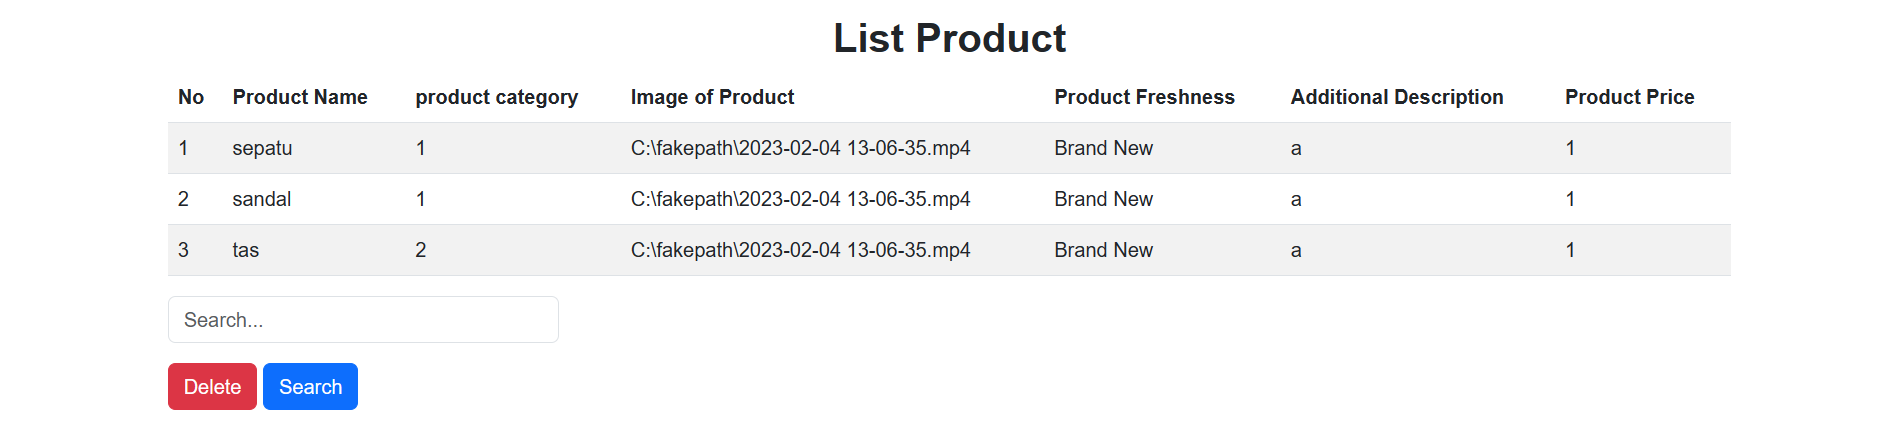 List Product
No Product Name product category Image of Product Product Freshness Additional Description Product Price
1 sepatu 1 C:\fakepath\2023-02-04 13-06-35.mp4 Brand New a 1
2 sandal 1 C:\fakepath\2023-02-04 13-06-35.mp4 Brand New a 1
3 tas 2 C:\fakepath\2023-02-04 13-06-35.mp4 Brand New a 1
Search...
Delete Search